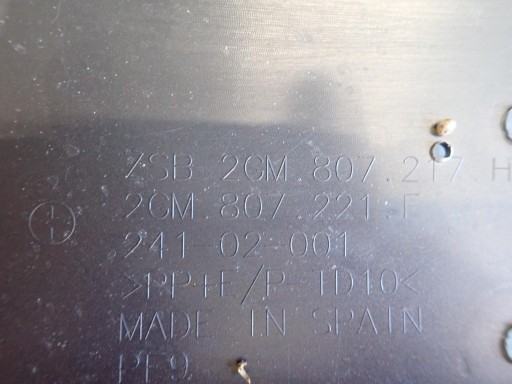 ZSB 2GM.807.217.H
2GM.807.221.F
241-02-001
>PP+E/P-TD10<
MADE IN SPAIN
PF9